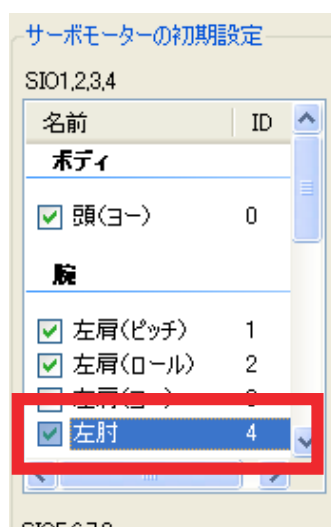 サーボモーターの初期設定
SIO1,2,3,4
名前 ID
ボディ
頭(ヨー) 0
腕
左肩(ピッチ) 1
左肩(ロール) 2
左肘 4